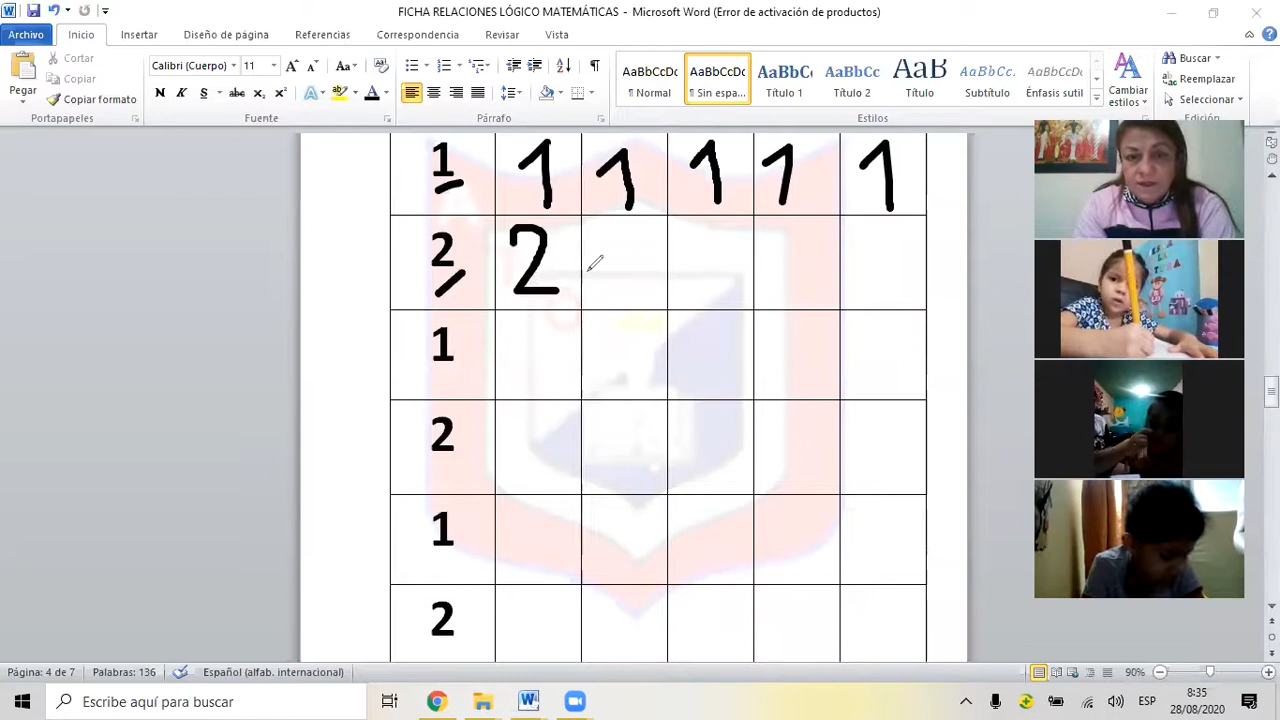 FICHA RELACIONES LÓGICO MATEMÁTICAS - Microsoft Word (Error de activación de productos)
Archivo Inicio Insertar Diseño de página Referencias Correspondencia Revisar Vista
Pegar
Cortar
Copiar
Copiar formato
Portapapeles
Calibri (Cuerpo) 11
N K S abc x₂ x²
Fuente
Párrafo
AaBbCcDc AaBbCcDc AaBbC AaBbCc AaB AaBbCc. AaBbCcDc
¶ Normal ¶ Sin espa... Título 1 Título 2 Título Subtítulo Énfasis sutil
Cambiar estilos
Estilos
Buscar
Reemplazar
Seleccionar
Edición
1 1 1 1 1 1
2 2
1
2
1
2
Página: 4 de 7 Palabras: 136 Español (alfab. internacional) 90%
Escribe aquí para buscar
ESP
8:35
28/08/2020